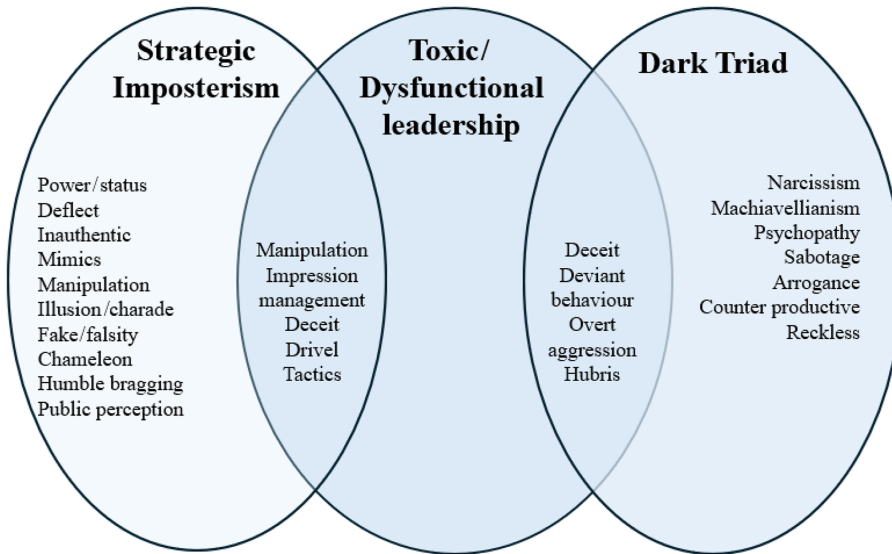 Strategic
Imposterism
Toxic/
Dysfunctional
leadership
Dark Triad
Power/status
Deflect
Inauthentic
Mimics
Manipulation
Illusion/charade
Fake/falsity
Chameleon
Humble bragging
Public perception
Manipulation
Impression
management
Deceit
Drivel
Tactics
Deceit
Deviant
behaviour
Overt
aggression
Hubris
Narcissism
Machiavellianism
Psychopathy
Sabotage
Arrogance
Counter productive
Reckless